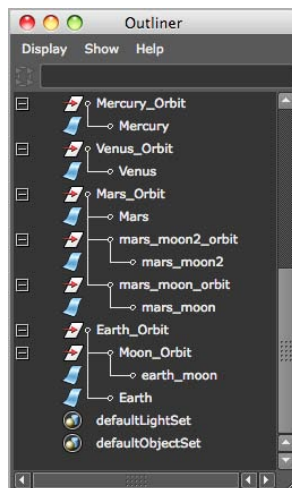 Outliner
Display Show Help
Mercury_Orbit
Mercury
Venus_Orbit
Venus
Mars_Orbit
Mars
mars_moon2_orbit
mars_moon2
mars_moon_orbit
mars_moon
Earth_Orbit
Moon_Orbit
earth_moon
Earth
defaultLightSet
defaultObjectSet